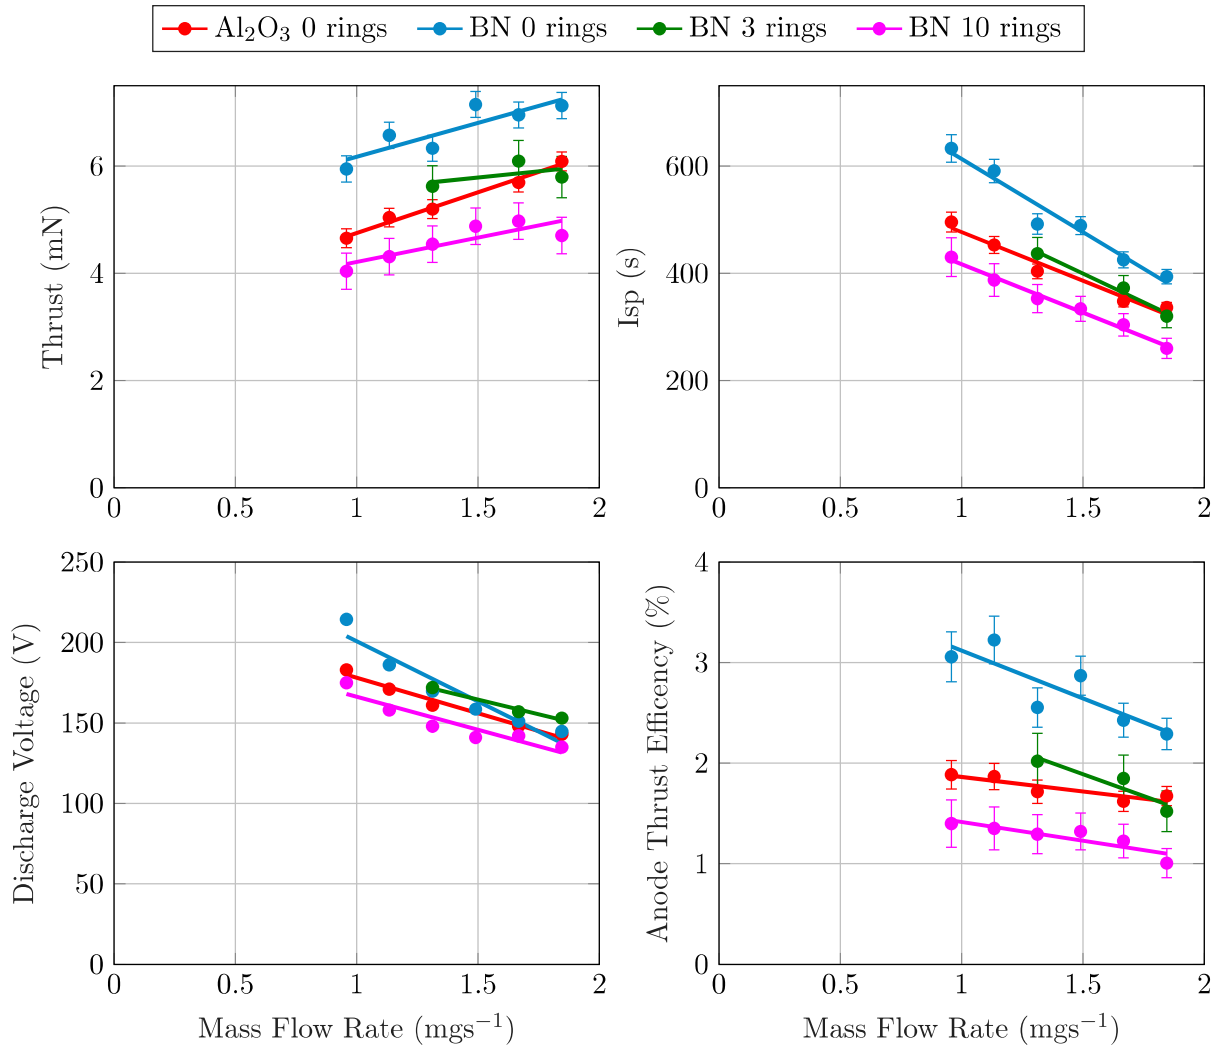 Al₂O₃ 0 rings BN 0 rings BN 3 rings BN 10 rings
Thrust (mN)
6
4
2
0
0 0.5 1 1.5 2
Isp (s)
600
400
200
0
0 0.5 1 1.5 2
Discharge Voltage (V)
250
200
150
100
50
0
0 0.5 1 1.5 2
Mass Flow Rate (mgs⁻¹)
Anode Thrust Efficency (%)
4
3
2
1
0
0 0.5 1 1.5 2
Mass Flow Rate (mgs⁻¹)